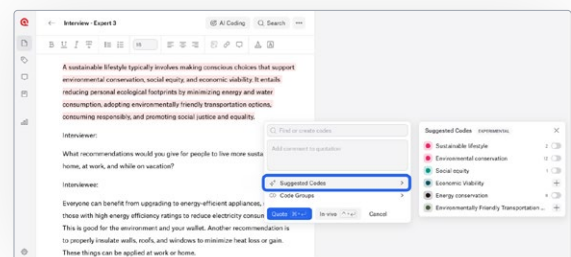 Interview - Expert 3
AI Coding
Search
B U I
A sustainable lifestyle typically involves making conscious choices that support
environmental conservation, social equity, and economic viability. It entails
reducing personal ecological footprints by minimizing energy and water
consumption, adopting environmentally friendly transportation options,
consuming responsibly, and promoting social justice and equality.
Interviewer:
What recommendations would you give for people to live more susta
home, at work, and while on vacation?
Interviewee:
Everyone can benefit from upgrading to energy-efficient appliances,
those with high energy efficiency ratings to reduce electricity consum
This is good for the environment and your wallet. Another recommendation is
to properly insulate walls, roofs, and windows to minimize heat loss or gain.
These things can be applied at work or home.
Find or create codes
Add comment to quotation
Suggested Codes
Code Groups
Quote
In vivo
Cancel
Suggested Codes EXPERIMENTAL
Sustainable lifestyle 2
Environmental conservation
Social equity
Economic Viability
Energy conservation
Environmentally Friendly Transportation ...